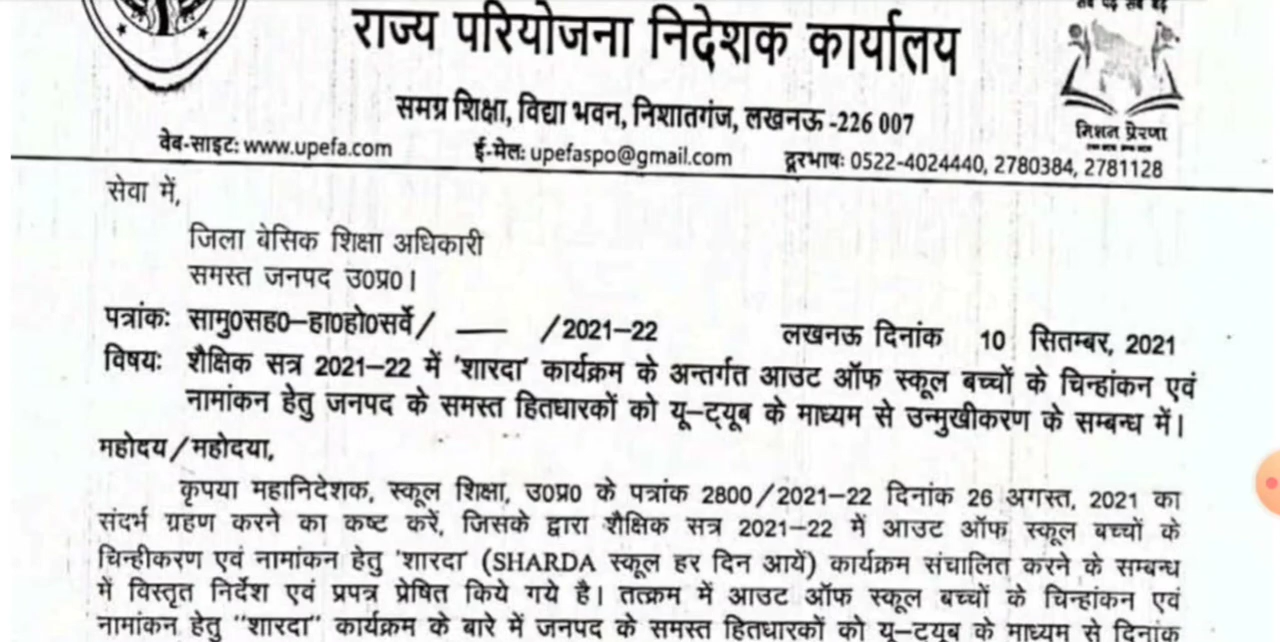 राज्य परियोजना निदेशक कार्यालय
समग्र शिक्षा, विद्या भवन, निशातगंज, लखनऊ -226 007
मिशन प्रेरणा
वेब-साइट: www.upefa.com ई-मेल: upefaspo@gmail.com दूरभाष: 0522-4024440, 2780384, 2781128
सेवा में,
जिला बेसिक शिक्षा अधिकारी
समस्त जनपद उ0प्र0।
पत्रांक: सामु0सह0-हा0हो0सर्वे/ ___ /2021-22 लखनऊ दिनांक 10 सितम्बर, 2021
विषय: शैक्षिक सत्र 2021-22 में 'शारदा' कार्यक्रम के अन्तर्गत आउट ऑफ स्कूल बच्चों के चिन्हांकन एवं
नामांकन हेतु जनपद के समस्त हितधारकों को यू-ट्यूब के माध्यम से उन्मुखीकरण के सम्बन्ध में।
महोदय/महोदया,
कृपया महानिदेशक, स्कूल शिक्षा, उ0प्र0 के पत्रांक 2800/2021-22 दिनांक 26 अगस्त, 2021 का
संदर्भ ग्रहण करने का कष्ट करें, जिसके द्वारा शैक्षिक सत्र 2021-22 में आउट ऑफ स्कूल बच्चों के
चिन्हीकरण एवं नामांकन हेतु 'शारदा' (SHARDA स्कूल हर दिन आयें) कार्यक्रम संचालित करने के सम्बन्ध
में विस्तृत निर्देश एवं प्रपत्र प्रेषित किये गये है। तत्क्रम में आउट ऑफ स्कूल बच्चों के चिन्हांकन एवं
नामांकन हेतु "शारदा" कार्यक्रम के बारे में जनपद के समस्त हितधारकों को यू-ट्यूब के माध्यम से दिनांक